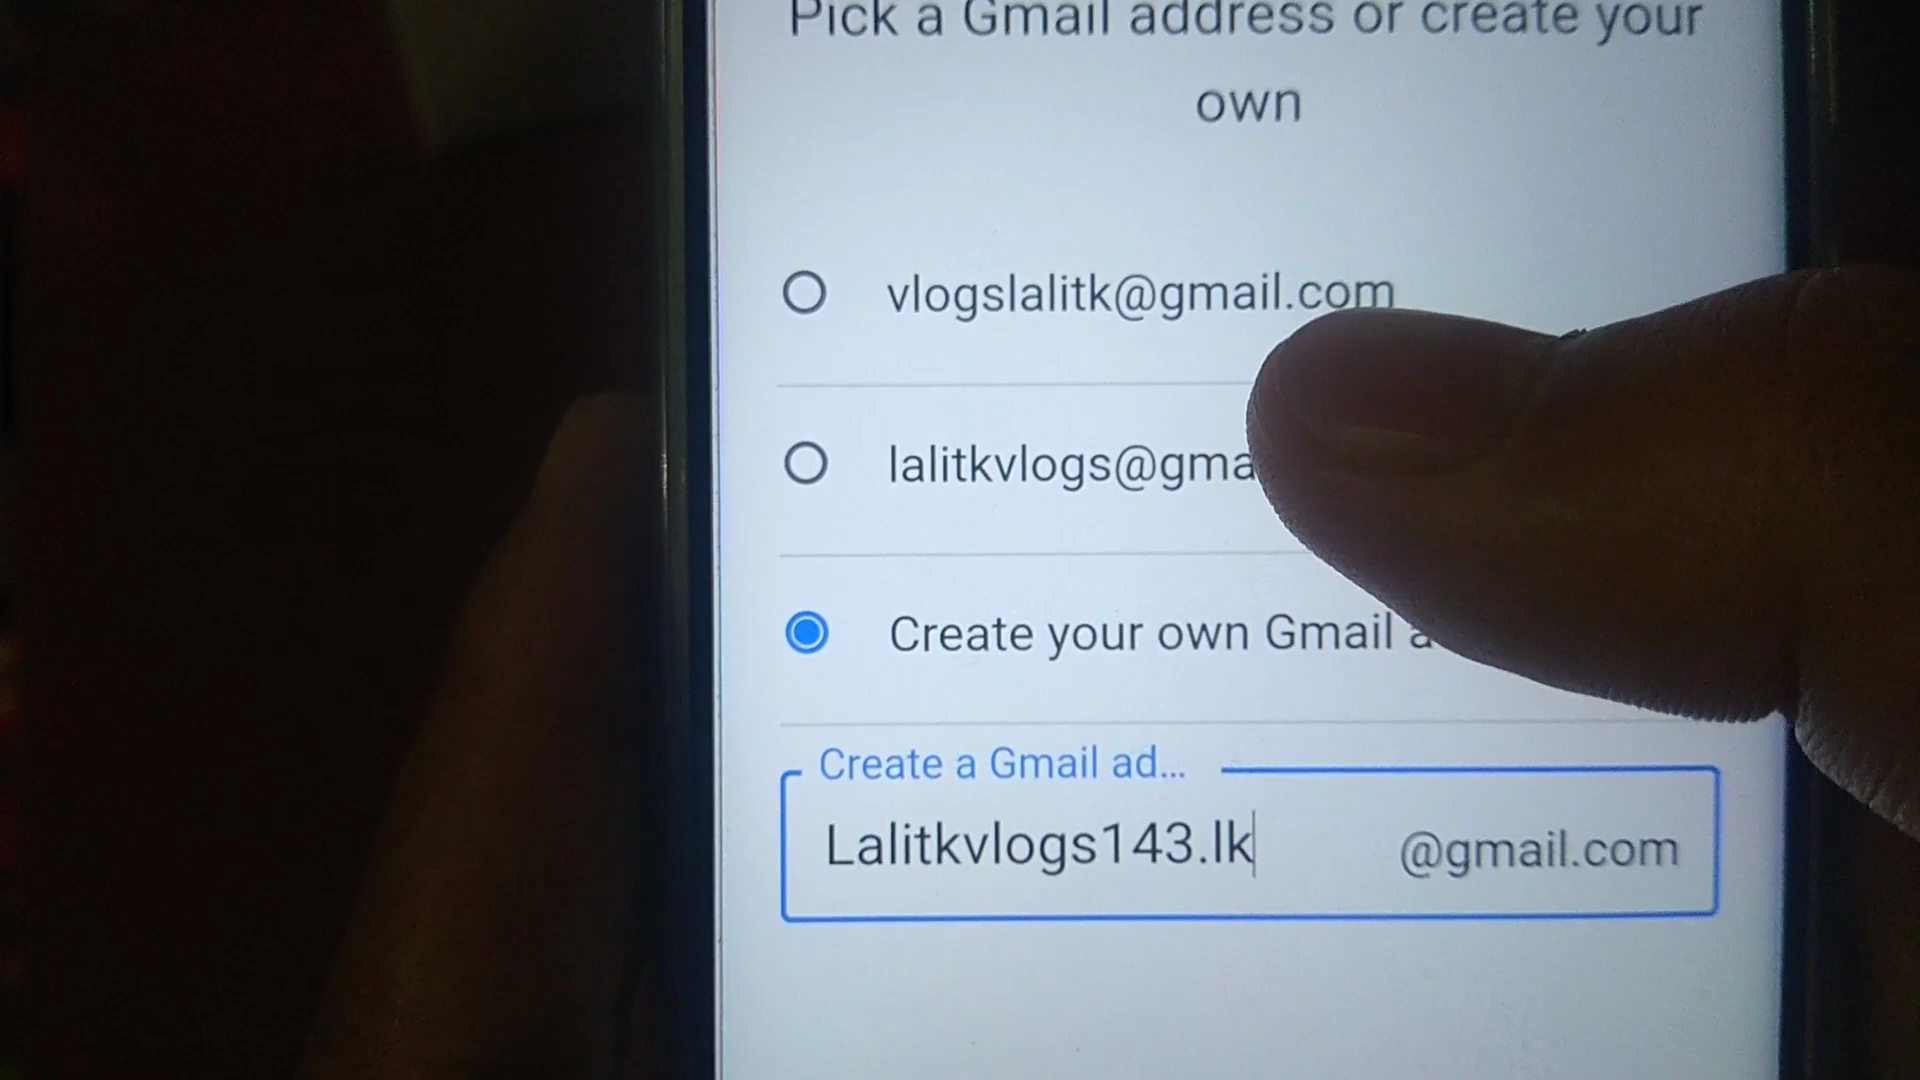 Pick a Gmail address or create your
own
vlogslalitk@gmail.com
lalitkvlogs@gma
Create your own Gmail a
Create a Gmail ad...
Lalitkvlogs143.lk @gmail.com